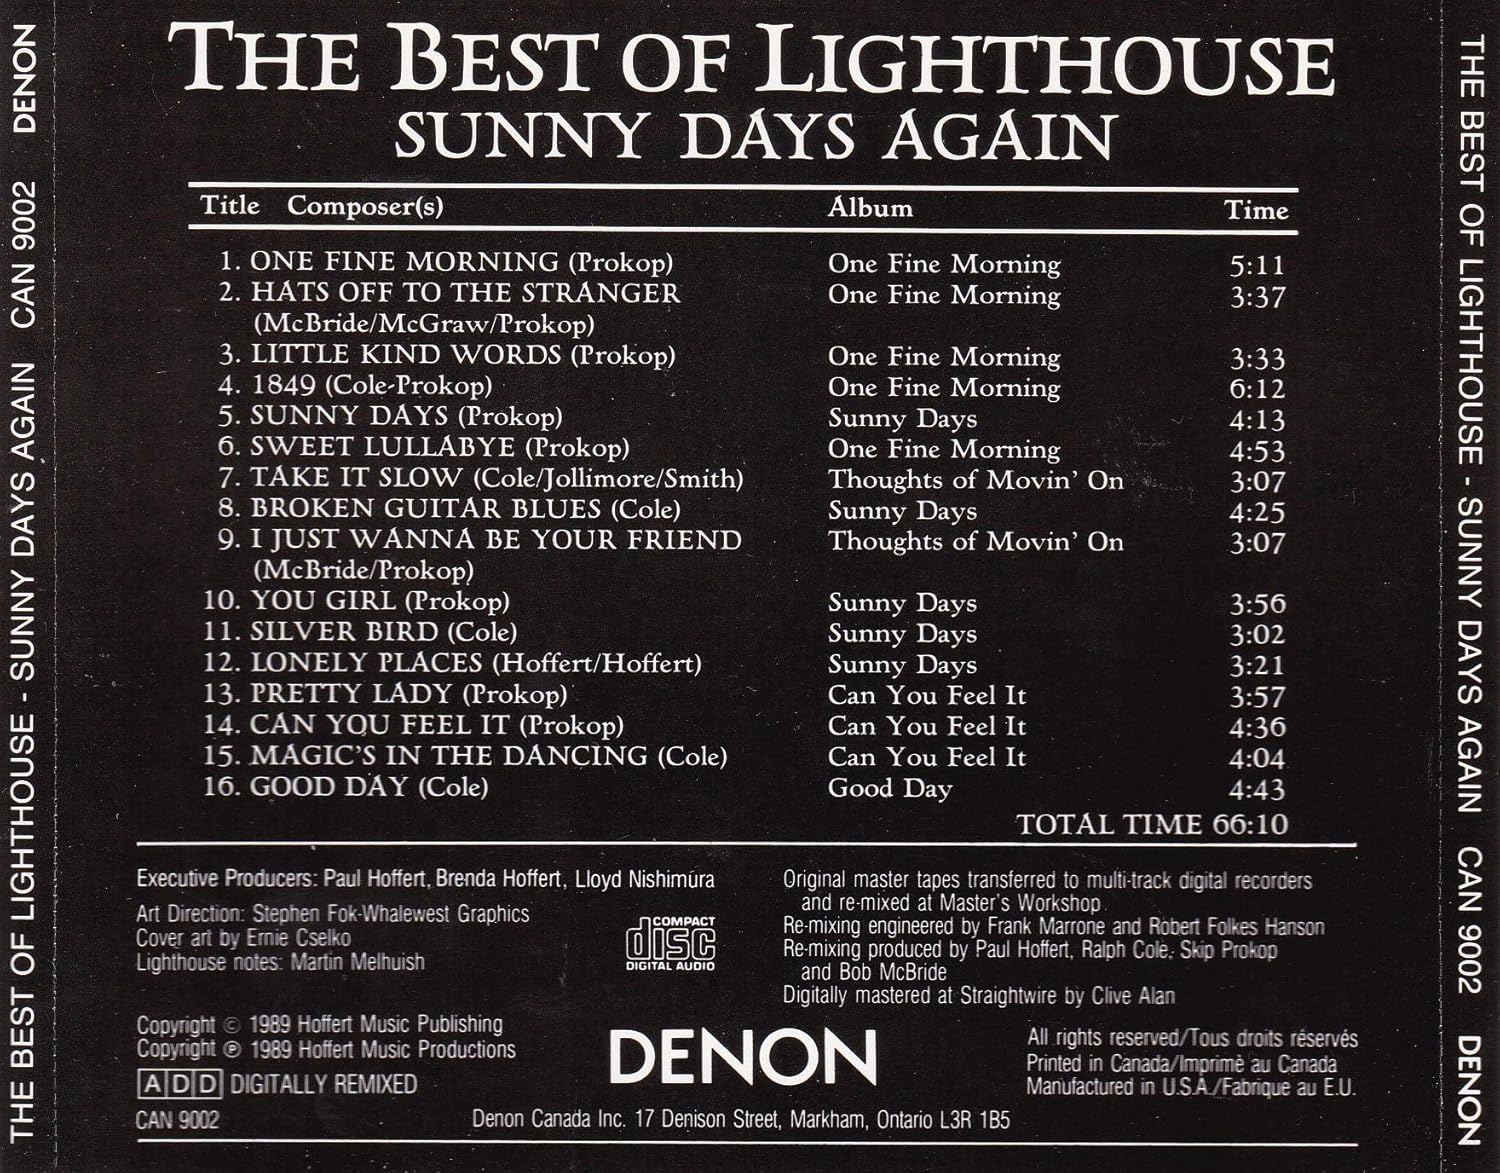 THE BEST OF LIGHTHOUSE
SUNNY DAYS AGAIN
Title Composer(s) Album Time
1. ONE FINE MORNING (Prokop) One Fine Morning 5:11
2. HATS OFF TO THE STRANGER One Fine Morning 3:37
(McBride/McGraw/Prokop)
3. LITTLE KIND WORDS (Prokop) One Fine Morning 3:33
4. 1849 (Cole-Prokop) One Fine Morning 6:12
5. SUNNY DAYS (Prokop) Sunny Days 4:13
6. SWEET LULLABYE (Prokop) One Fine Morning 4:53
7. TAKE IT SLOW (Cole/Jollimore/Smith) Thoughts of Movin' On 3:07
8. BROKEN GUITAR BLUES (Cole) Sunny Days 4:25
9. I JUST WANNA BE YOUR FRIEND Thoughts of Movin' On 3:07
(McBride/Prokop)
10. YOU GIRL (Prokop) Sunny Days 3:56
11. SILVER BIRD (Cole) Sunny Days 3:02
12. LONELY PLACES (Hoffert/Hoffert) Sunny Days 3:21
13. PRETTY LADY (Prokop) Can You Feel It 3:57
14. CAN YOU FEEL IT (Prokop) Can You Feel It 4:36
15. MAGIC'S IN THE DANCING (Cole) Can You Feel It 4:04
16. GOOD DAY (Cole) Good Day 4:43
TOTAL TIME 66:10
Executive Producers: Paul Hoffert, Brenda Hoffert, Lloyd Nishimura
Art Direction: Stephen Fok-Whalewest Graphics
Cover art by Ernie Cselko
Lighthouse notes: Martin Melhuish
COMPACT
disc
DIGITAL AUDIO
Original master tapes transferred to multi-track digital recorders
and re-mixed at Master's Workshop
Re-mixing engineered by Frank Marrone and Robert Folkes Hanson
Re-mixing produced by Paul Hoffert, Ralph Cole, Skip Prokop
and Bob McBride
Digitally mastered at Straightwire by Clive Alan
Copyright © 1989 Hoffert Music Publishing
Copyright ℗ 1989 Hoffert Music Productions
ADD DIGITALLY REMIXED
CAN 9002
DENON
All rights reserved/Tous droits réservés
Printed in Canada/Imprimè au Canada
Manufactured in U.S.A./Fabrique au E.U.
Denon Canada Inc. 17 Denison Street, Markham, Ontario L3R 1B5
THE BEST OF LIGHTHOUSE - SUNNY DAYS AGAIN CAN 9002 DENON
THE BEST OF LIGHTHOUSE - SUNNY DAYS AGAIN CAN 9002 DENON